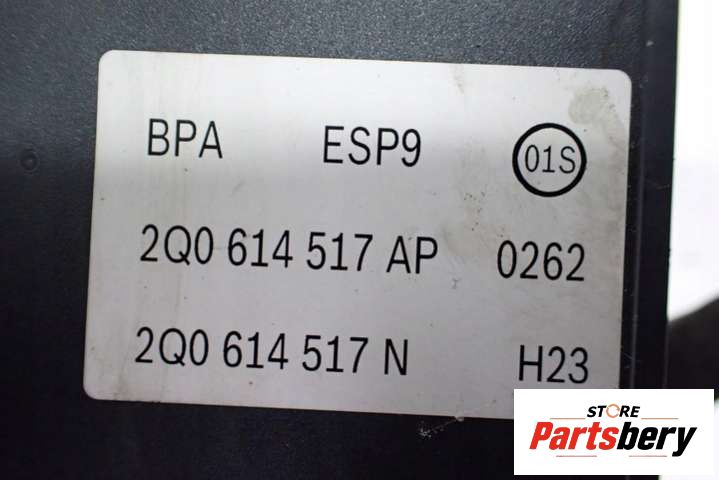 BPA ESP9 01S
2Q0 614 517 AP 0262
2Q0 614 517 N H23
STORE
Partsbery